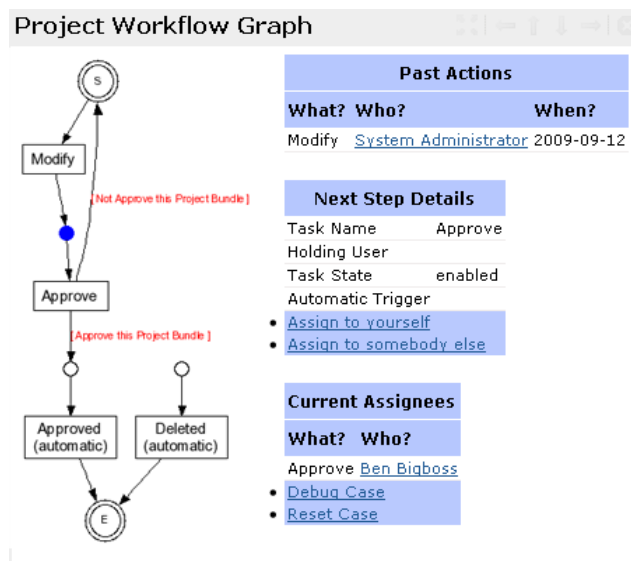 Project Workflow Graph
S
Modify
[ Not Approve this Project Bundle ]
Approve
[ Approve this Project Bundle ]
Approved
(automatic)
Deleted
(automatic)
E
Past Actions
What? Who? When?
Modify System Administrator 2009-09-12
Next Step Details
Task Name Approve
Holding User
Task State enabled
Automatic Trigger
Assign to yourself
Assign to somebody else
Current Assignees
What? Who?
Approve Ben Bigboss
Debug Case
Reset Case